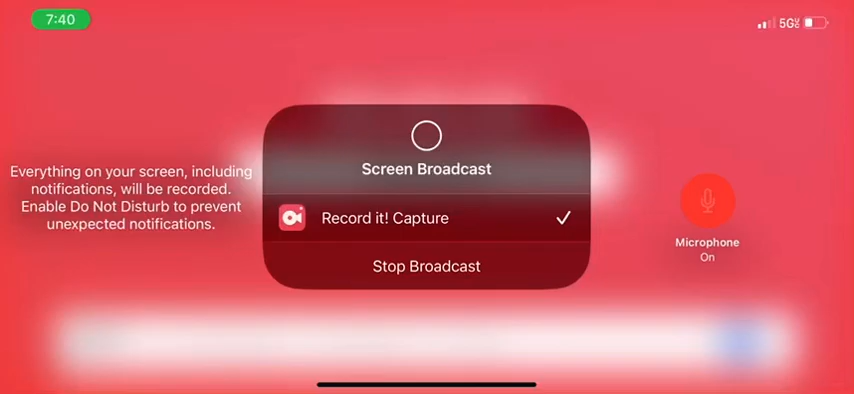 7:40
5GUW
Everything on your screen, including
notifications, will be recorded.
Enable Do Not Disturb to prevent
unexpected notifications.
Screen Broadcast
Record it! Capture
Stop Broadcast
Microphone
On